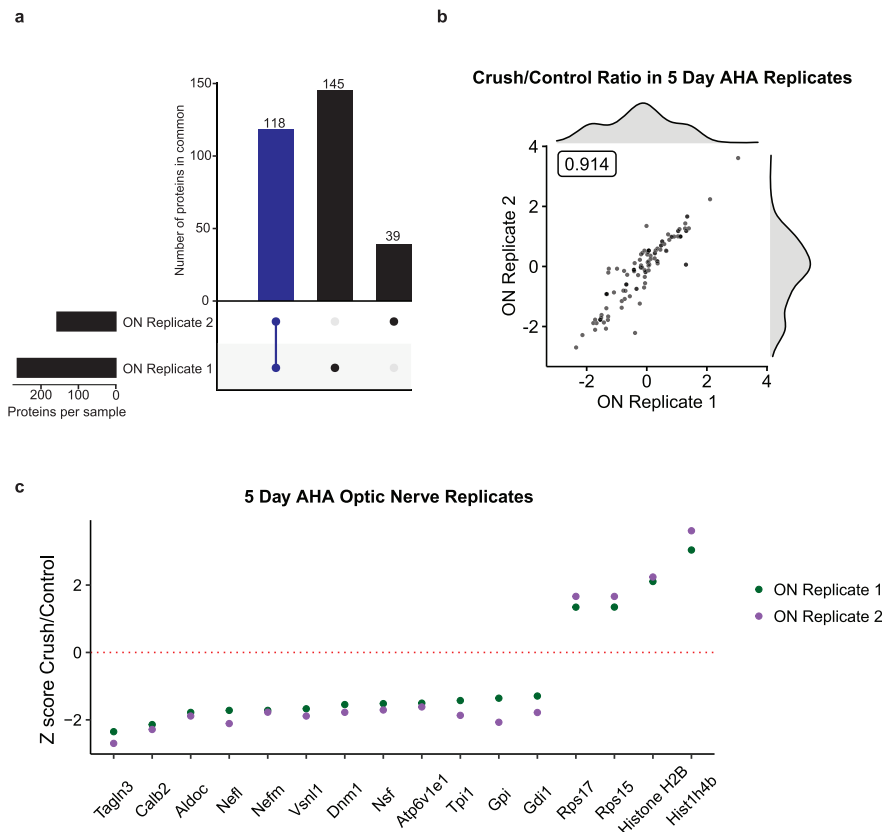 a
150
100
50
0
Number of proteins in common
118
145
39
ON Replicate 2
ON Replicate 1
200 100 0
Proteins per sample
b
Crush/Control Ratio in 5 Day AHA Replicates
0.914
4
2
0
-2
ON Replicate 2
-2 0 2 4
ON Replicate 1
c
5 Day AHA Optic Nerve Replicates
Z score Crush/Control
2
0
−2
Tagln3
Calb2
Aldoc
Nefl
Nefm
Vsnl1
Dnm1
Nsf
Atp6v1e1
Tpi1
Gpi
Gdi1
Rps17
Rps15
Histone H2B
Hist1h4b
ON Replicate 1
ON Replicate 2